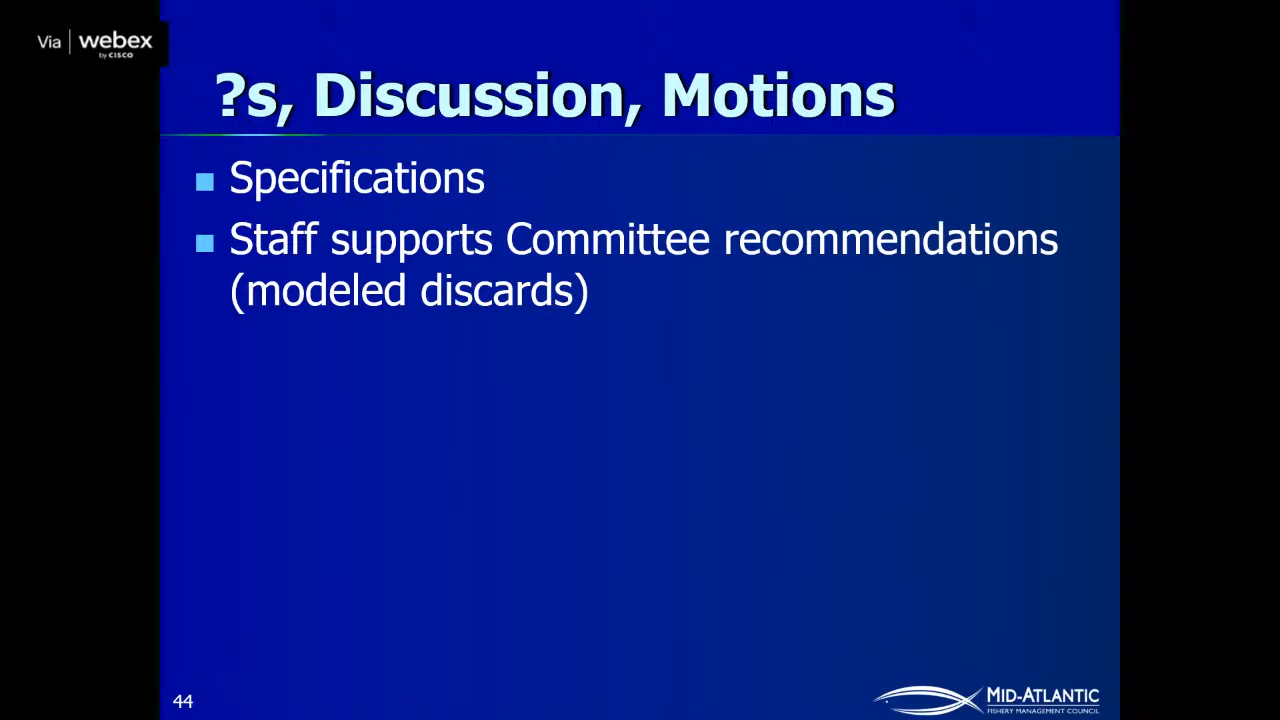 Via | webex
by CISCO
?s, Discussion, Motions
Specifications
Staff supports Committee recommendations
(modeled discards)
44
MID-ATLANTIC
FISHERY MANAGEMENT COUNCIL